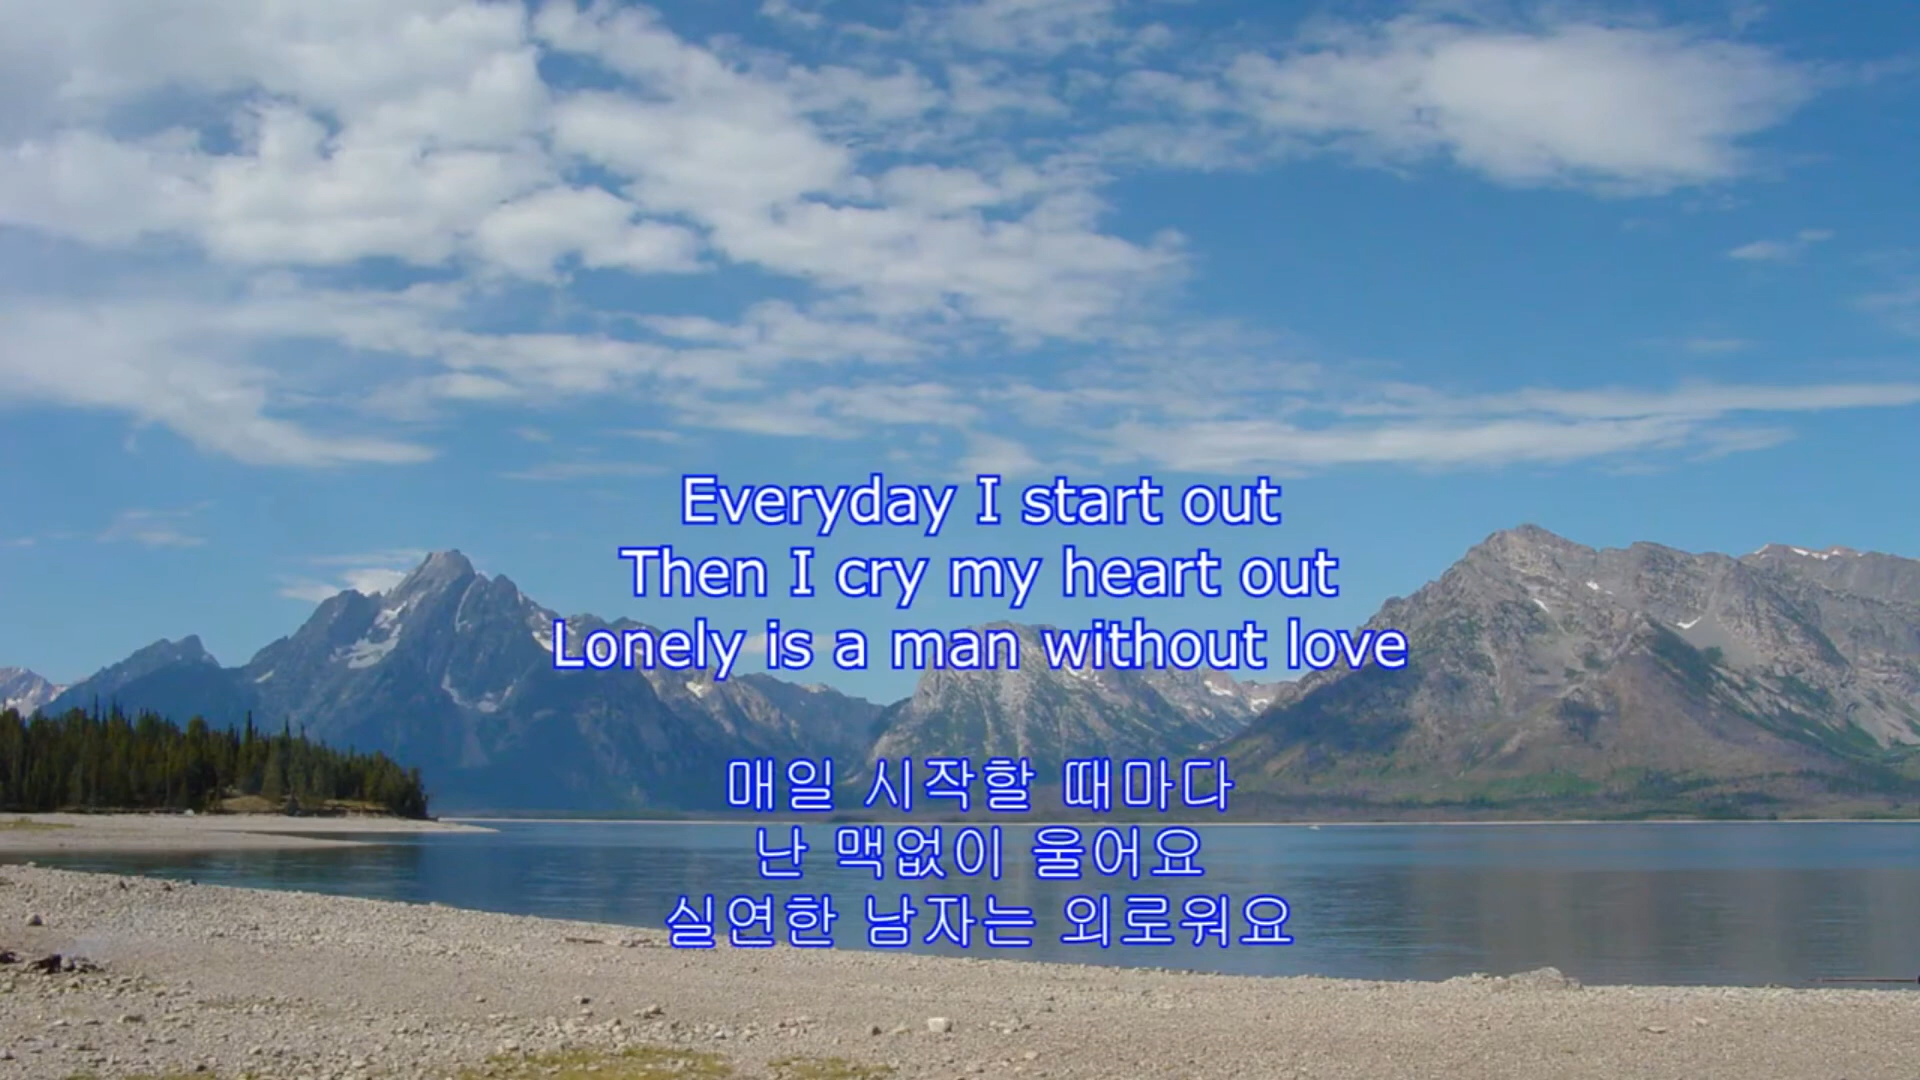 Everyday I start out
Then I cry my heart out
Lonely is a man without love
매일 시작할 때마다
난 맥없이 울어요
실연한 남자는 외로워요